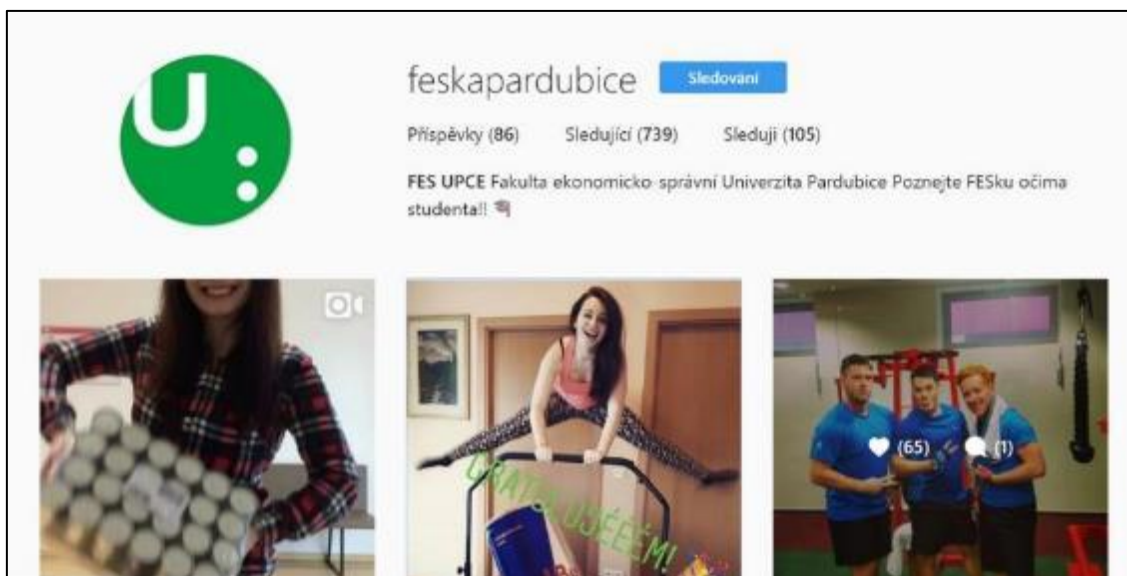 U:
feskapardubice
Sledování
Příspěvky (86) Sledující (739) Sleduji (105)
FES UPCE Fakulta ekonomicko-správní Univerzita Pardubice Poznejte FESku očima
studenta!!
(65) (1)
GRATULUJÉÉÉM!